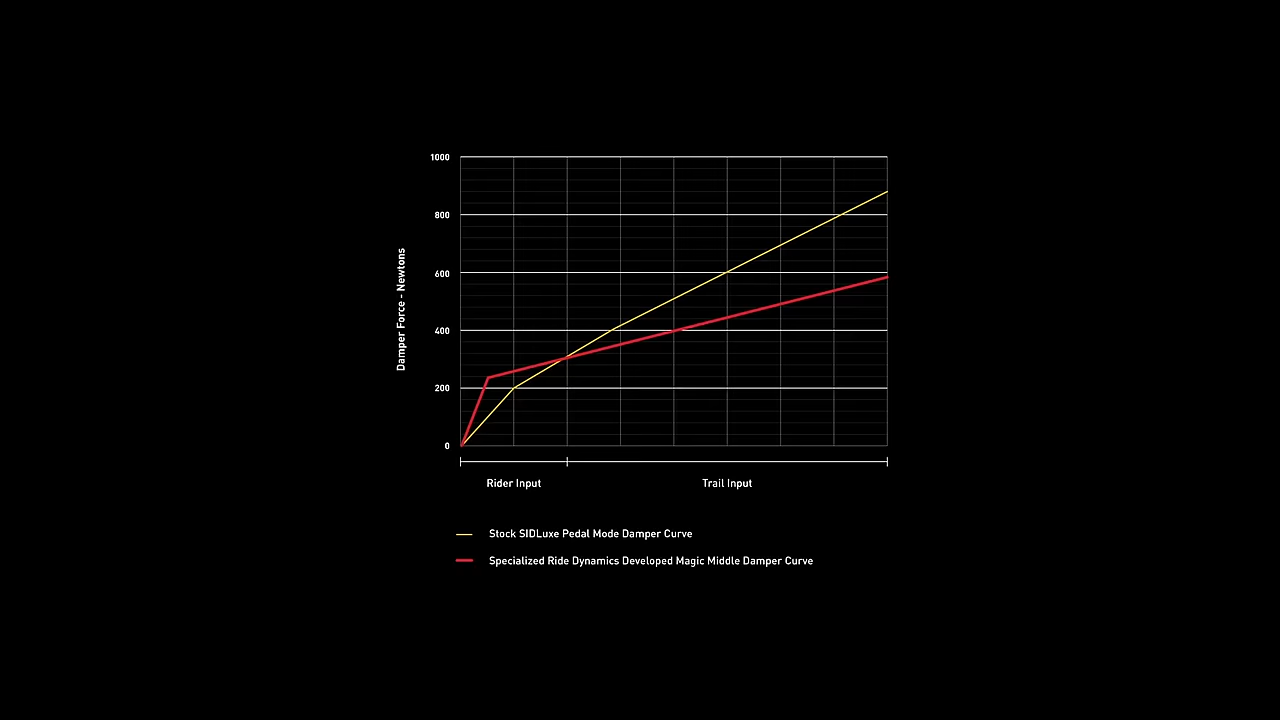 1000
800
600
400
200
0
Damper Force - Newtons
Rider Input
Trail Input
Stock SIDLuxe Pedal Mode Damper Curve
Specialized Ride Dynamics Developed Magic Middle Damper Curve